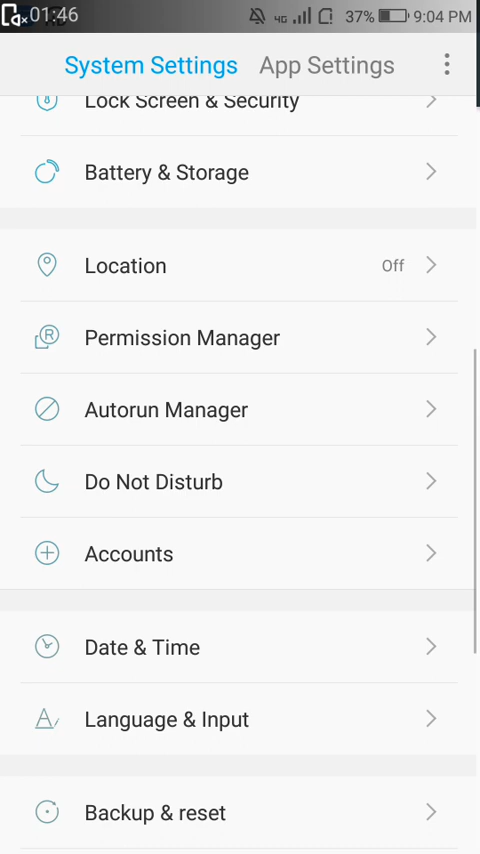 01:46
4G 37% 9:04 PM
System Settings App Settings
Lock Screen & Security
Battery & Storage
Location Off
Permission Manager
Autorun Manager
Do Not Disturb
Accounts
Date & Time
Language & Input
Backup & reset